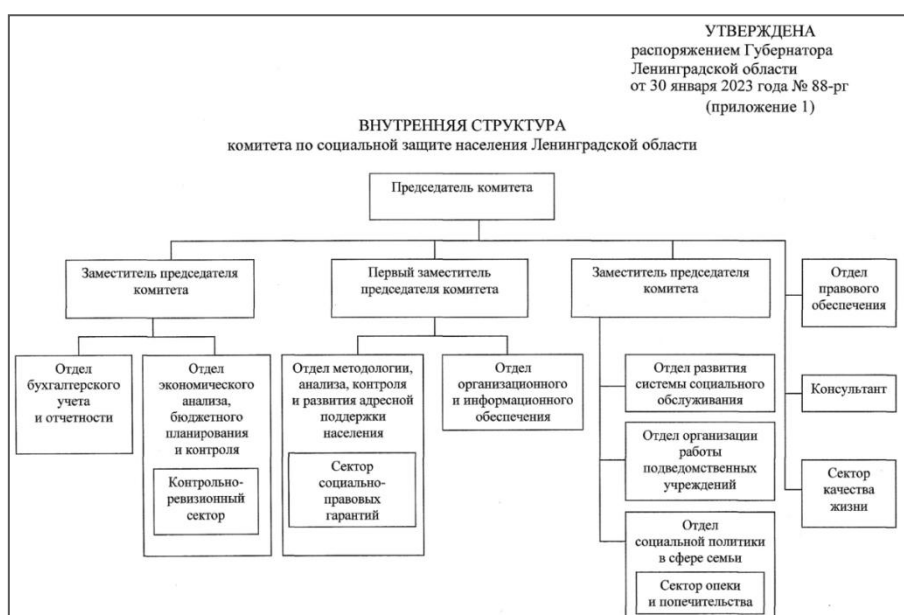 УТВЕРЖДЕНА
распоряжением Губернатора
Ленинградской области
от 30 января 2023 года № 88-рг
(приложение 1)
ВНУТРЕННЯЯ СТРУКТУРА
комитета по социальной защите населения Ленинградской области
Председатель комитета
Заместитель председателя
комитета
Первый заместитель
председателя комитета
Заместитель председателя
комитета
Отдел
правового
обеспечения
Отдел
бухгалтерского
учета
и отчетности
Отдел
экономического
анализа,
бюджетного
планирования
и контроля
Контрольно-
ревизионный
сектор
Отдел методологии,
анализа, контроля
и развития адресной
поддержки
населения
Сектор
социально-
правовых
гарантий
Отдел
организационного
и информационного
обеспечения
Отдел развития
системы социального
обслуживания
Отдел организации
работы
подведомственных
учреждений
Отдел
социальной политики
в сфере семьи
Сектор опеки
и попечительства
Консультант
Сектор
качества
жизни